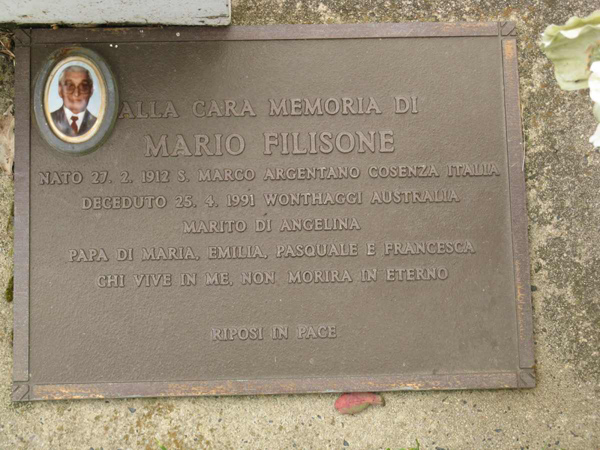 ALLA CARA MEMORIA DI
MARIO FILISONE
NATO 27. 2. 1912 S. MARCO ARGENTANO COSENZA ITALIA
DECEDUTO 25. 4. 1991 WONTHAGGI AUSTRALIA
MARITO DI ANGELINA
PAPA DI MARIA, EMILIA, PASQUALE E FRANCESCA
CHI VIVE IN ME, NON MORIRA IN ETERNO
RIPOSI IN PACE